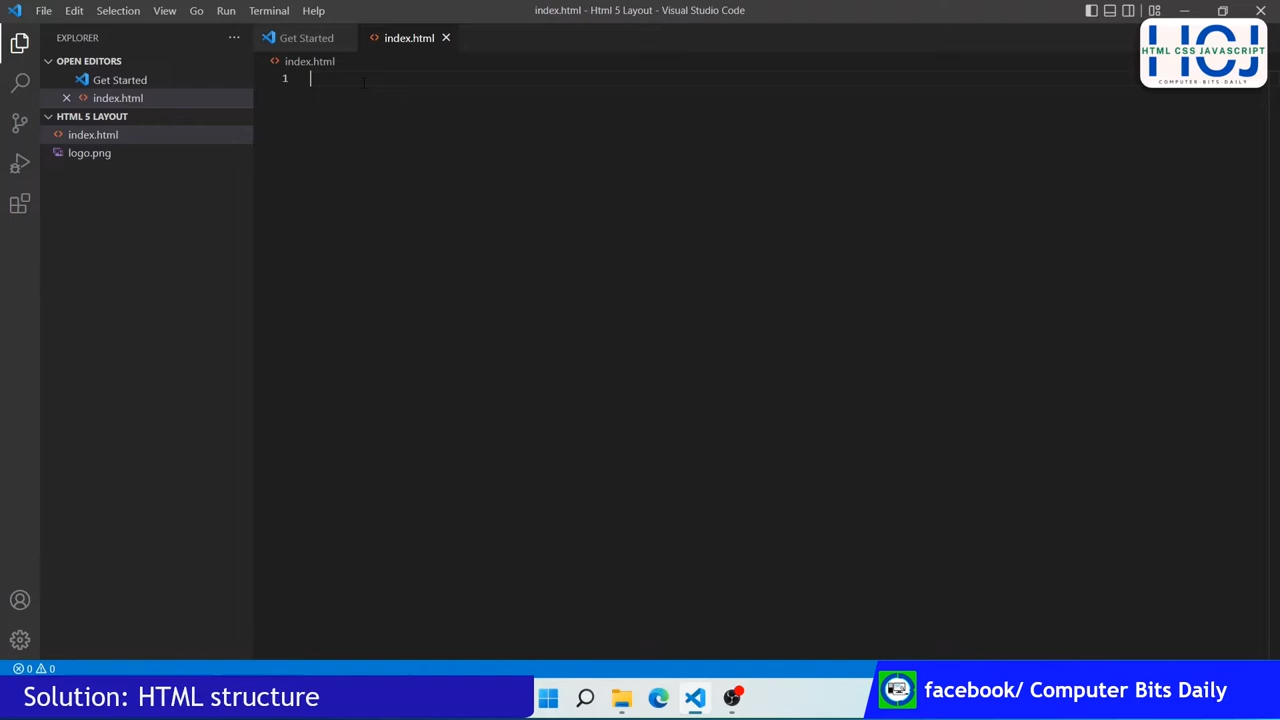 File Edit Selection View Go Run Terminal Help
index.html - Html 5 Layout - Visual Studio Code
EXPLORER
Get Started
index.html
HCJ
HTML CSS JAVASCRIPT
COMPUTER-BITS-DAILY
OPEN EDITORS
Get Started
index.html
HTML 5 LAYOUT
index.html
logo.png
index.html
1
0 0
Solution: HTML structure
facebook/ Computer Bits Daily